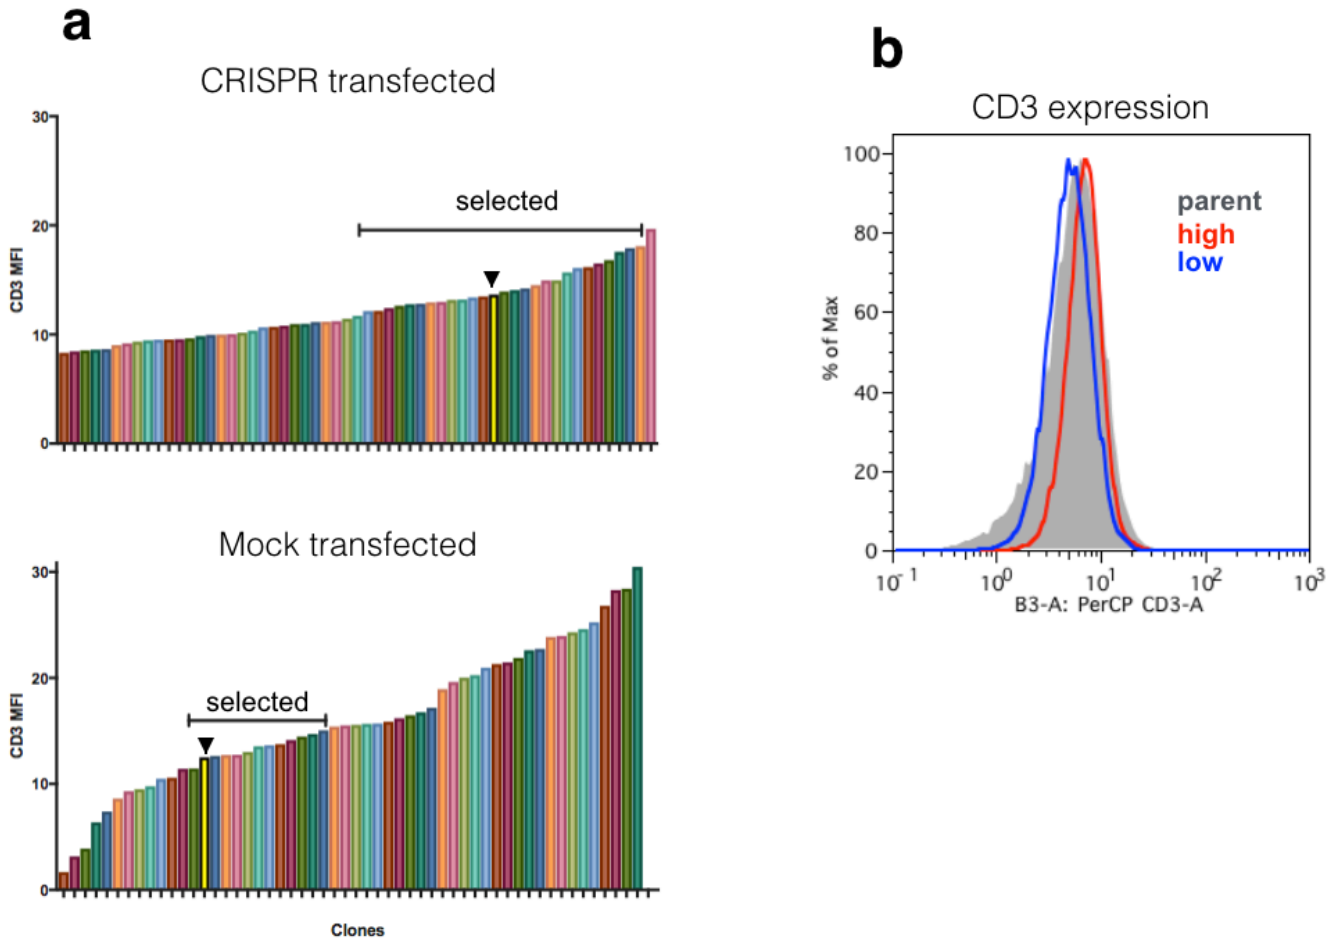 a
CRISPR transfected
30
20
10
0
CD3 MFI
selected
Mock transfected
30
20
10
0
CD3 MFI
selected
Clones
b
CD3 expression
100
80
60
40
20
0
% of Max
parent
high
low
10-1 100 101 102 103
B3-A: PerCP CD3-A